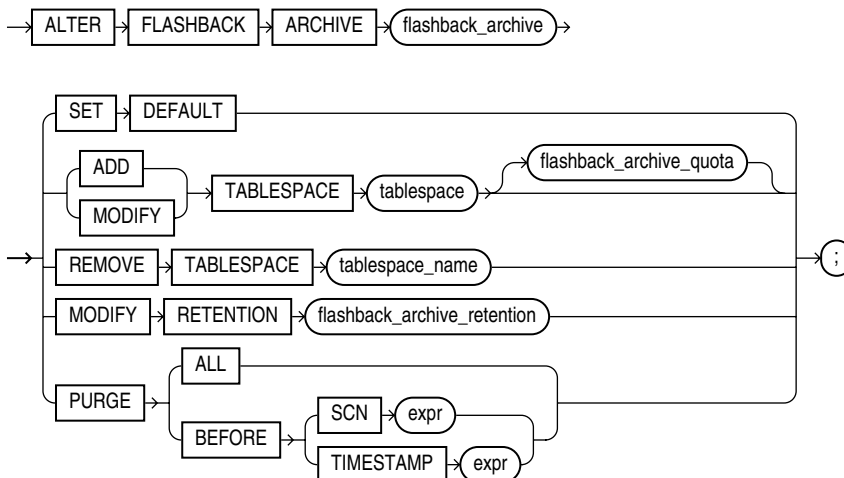 ALTER FLASHBACK ARCHIVE flashback_archive
SET DEFAULT
ADD
MODIFY
TABLESPACE tablespace flashback_archive_quota
REMOVE TABLESPACE tablespace_name
MODIFY RETENTION flashback_archive_retention
PURGE
ALL
BEFORE
SCN expr
TIMESTAMP expr
;